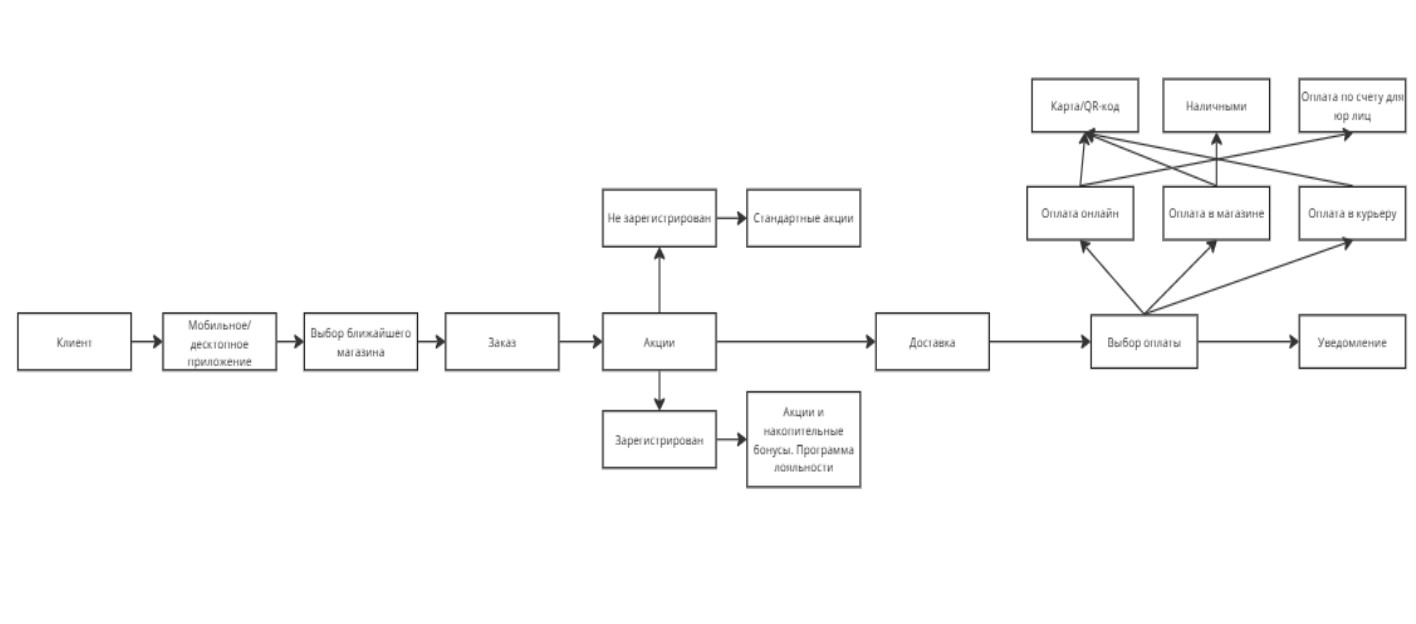 Карта/QR-код
Наличными
Оплата по счету для
юр лиц
Не зарегистрирован
Стандартные акции
Оплата онлайн
Оплата в магазине
Оплата в курьеру
Клиент
Мобильное/
десктопное
приложение
Выбор ближайшего
магазина
Заказ
Акции
Доставка
Выбор оплаты
Уведомление
Зарегистрирован
Акции и
накопительные
бонусы. Программа
лояльности